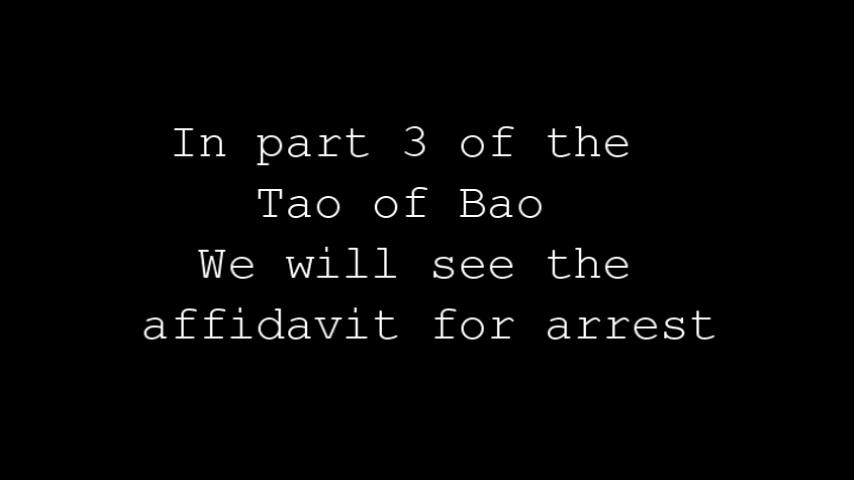 In part 3 of the
Tao of Bao
We will see the
affidavit for arrest